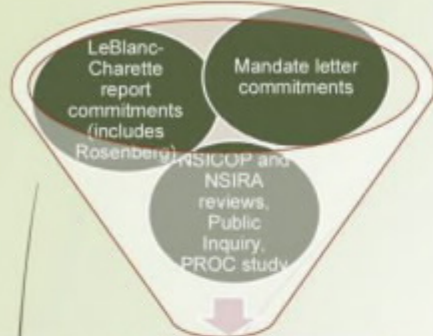 LeBlanc-
Charette
report
commitments
(includes
Rosenberg)
Mandate letter
commitments
NSICOP and
NSIRA
reviews,
Public
Inquiry,
PROC study